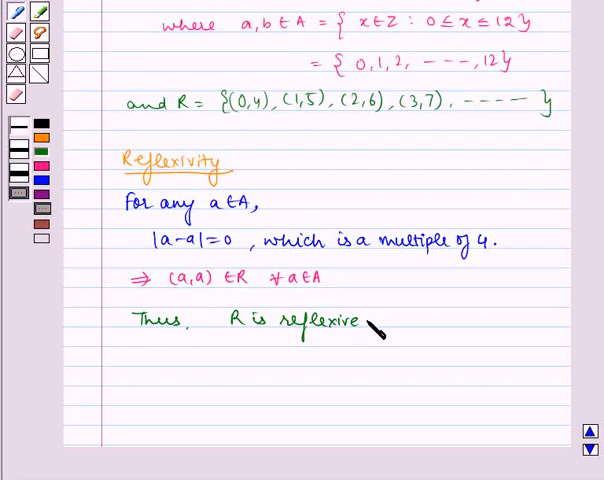 where a,b ∈ A = { x ∈ Z : 0 ≤ x ≤ 12 }
= { 0, 1, 2, -----, 12 }
and R = { (0,4), (1,5), (2,6), (3,7), ----- }
Reflexivity
For any a ∈ A,
|a-a| = 0 , which is a multiple of 4.
⇒ (a,a) ∈ R ∀ a ∈ A
Thus, R is reflexive